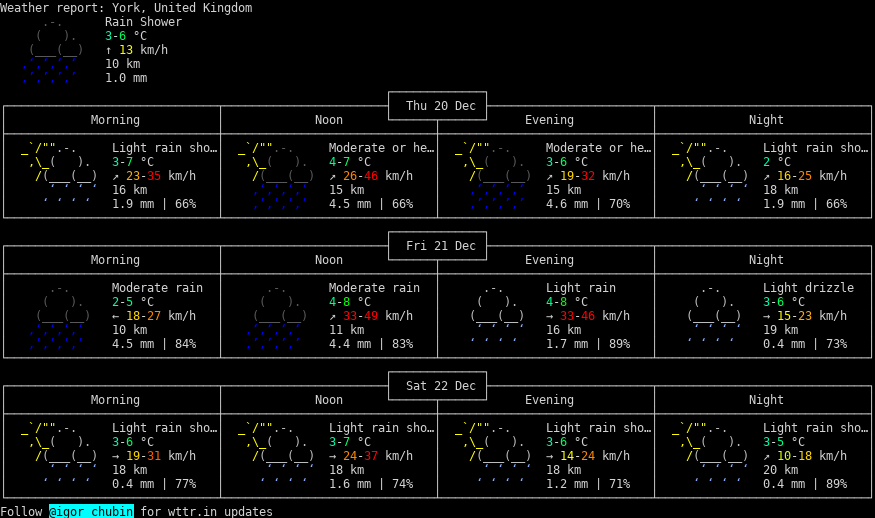 Weather report: York, United Kingdom
Rain Shower
3-6 °C
↑ 13 km/h
10 km
1.0 mm
Thu 20 Dec
Morning Noon Evening Night
Light rain sho… Moderate or he… Moderate or he… Light rain sho…
3-7 °C 4-7 °C 3-6 °C 2 °C
↗ 23-35 km/h ↗ 26-46 km/h ↗ 19-32 km/h ↗ 16-25 km/h
16 km 15 km 15 km 18 km
1.9 mm | 66% 4.5 mm | 66% 4.6 mm | 70% 1.9 mm | 66%
Fri 21 Dec
Morning Noon Evening Night
Moderate rain Moderate rain Light rain Light drizzle
2-5 °C 4-8 °C 4-8 °C 3-6 °C
← 18-27 km/h ↗ 33-49 km/h → 33-46 km/h → 15-23 km/h
10 km 11 km 16 km 19 km
4.5 mm | 84% 4.4 mm | 83% 1.7 mm | 89% 0.4 mm | 73%
Sat 22 Dec
Morning Noon Evening Night
Light rain sho… Light rain sho… Light rain sho… Light rain sho…
3-6 °C 3-7 °C 3-6 °C 3-5 °C
→ 19-31 km/h → 24-37 km/h → 14-24 km/h ↗ 10-18 km/h
18 km 18 km 18 km 20 km
0.4 mm | 77% 1.6 mm | 74% 1.2 mm | 71% 0.4 mm | 89%
Follow @igor_chubin for wttr.in updates